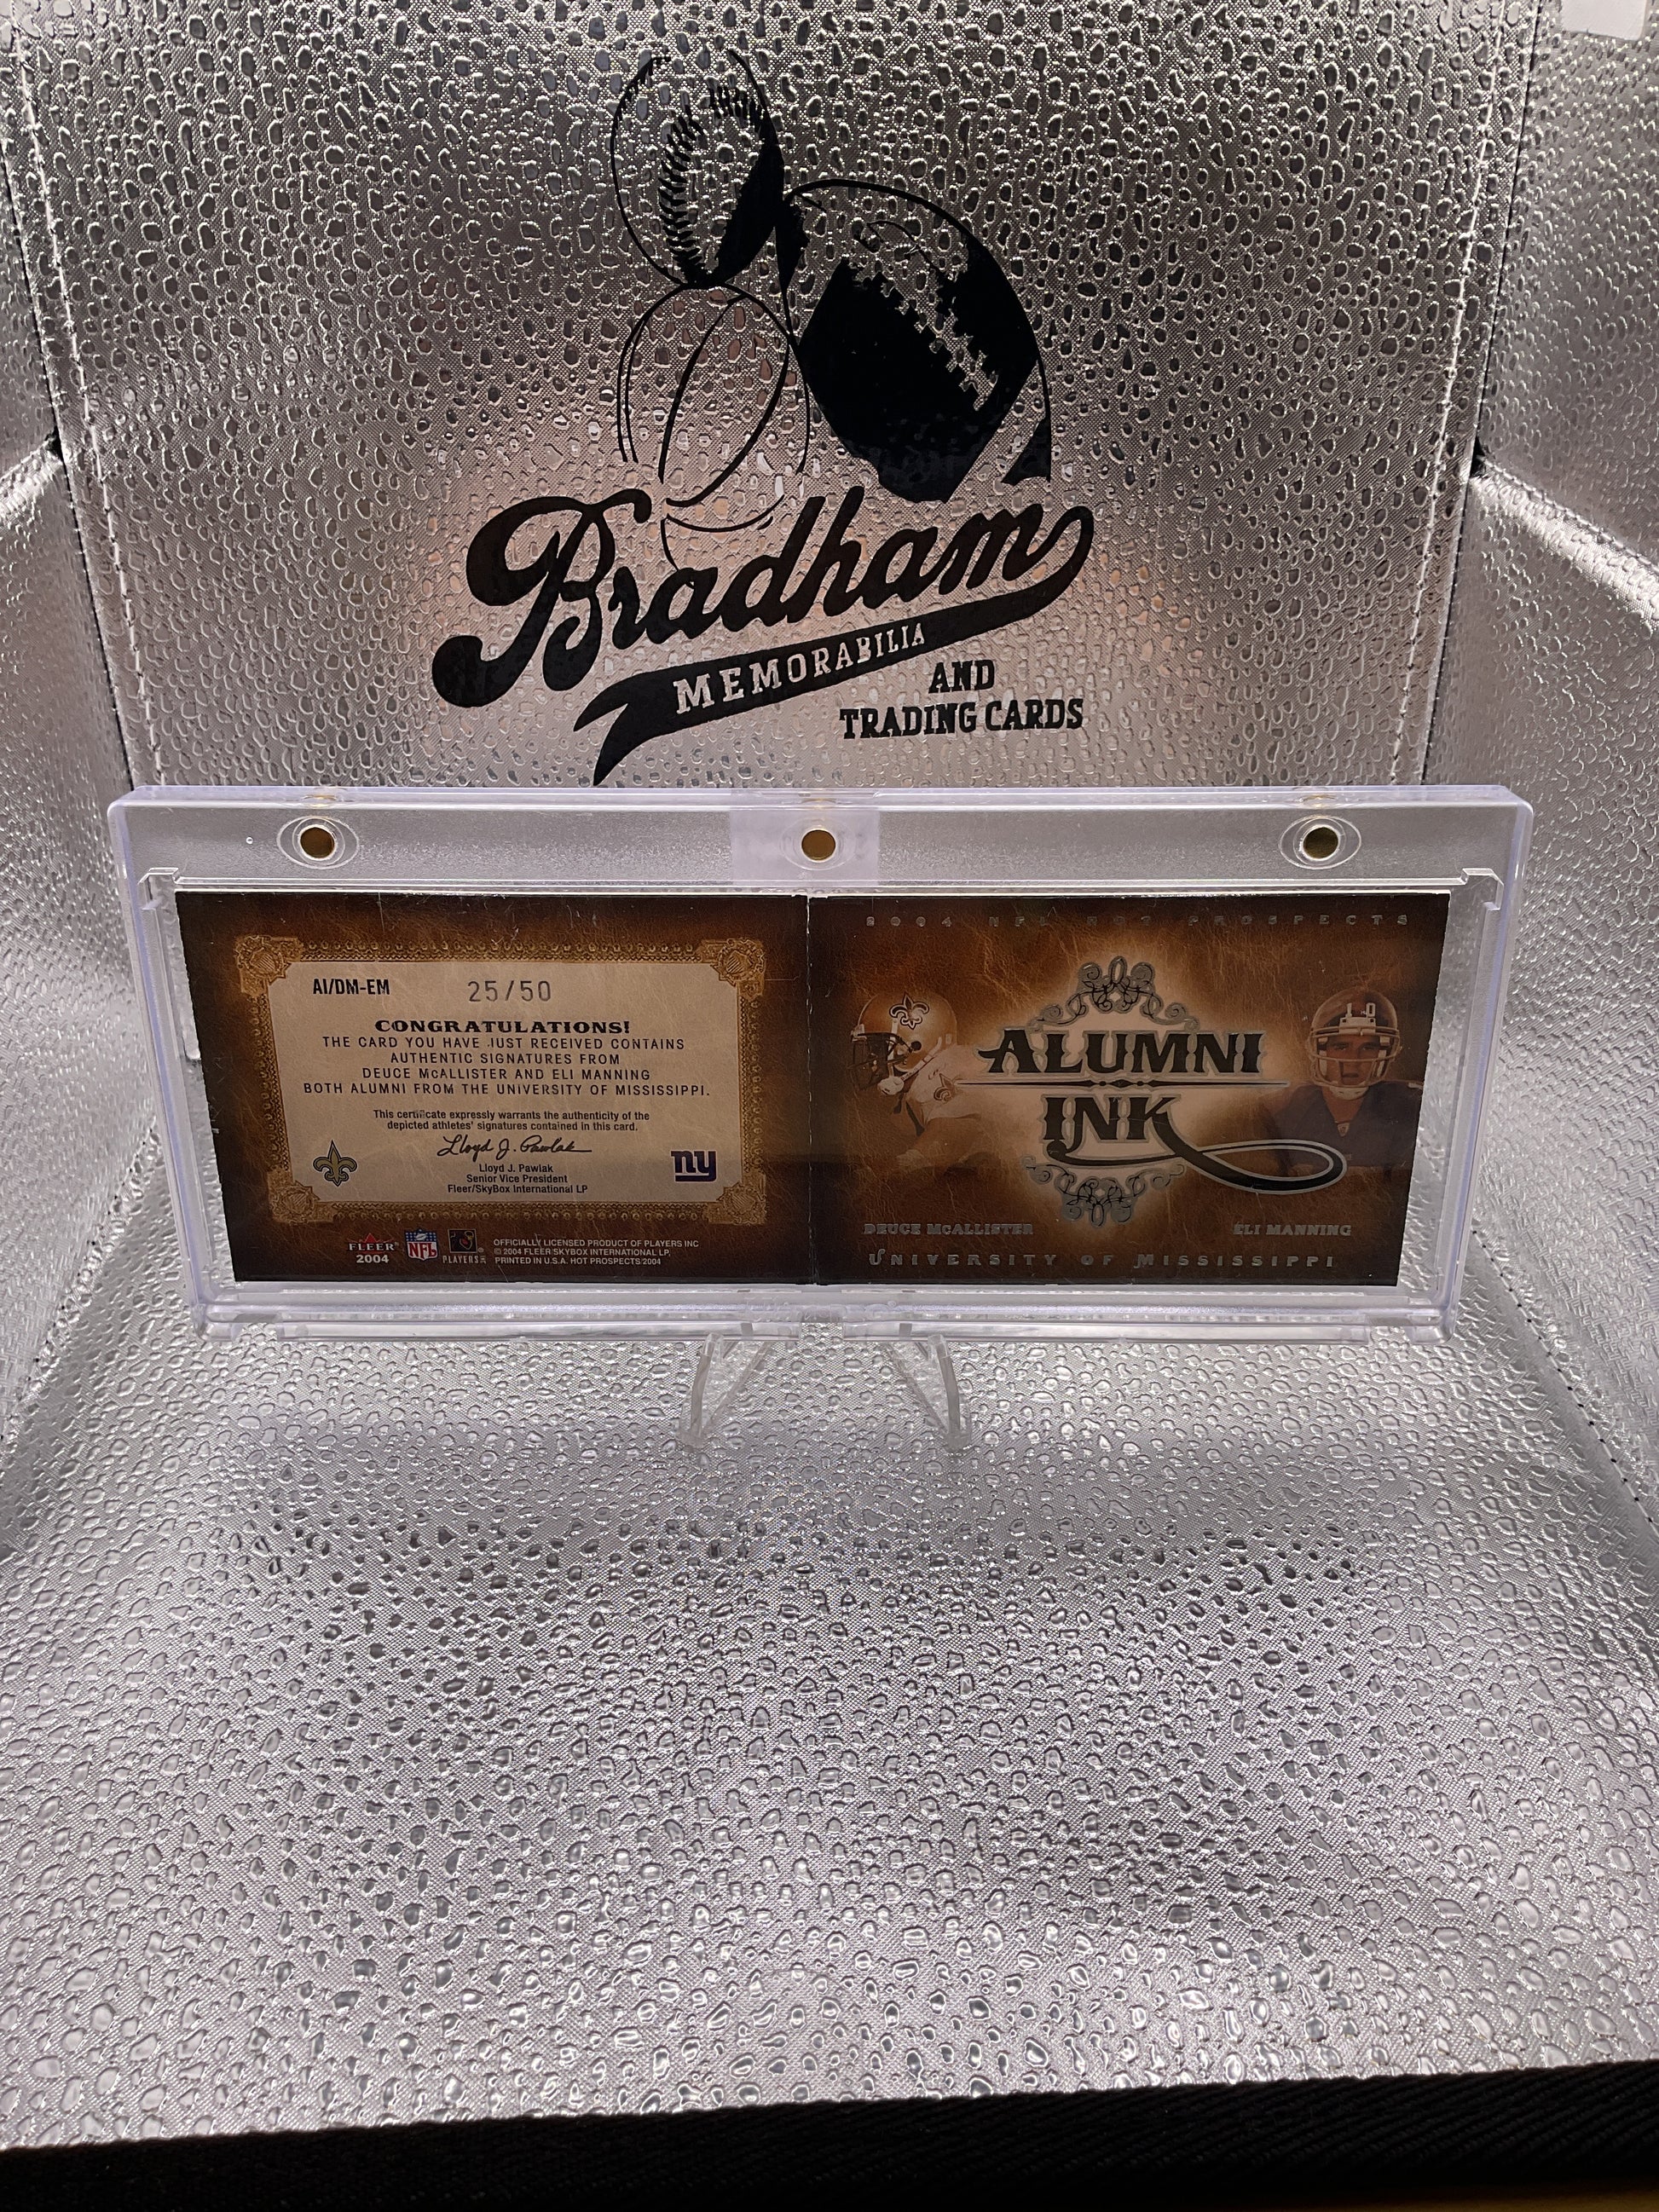 Bradham
MEMORABILIA
AND
TRADING CARDS
AI/DM-EM
25/50
CONGRATULATIONS!
THE CARD YOU HAVE JUST RECEIVED CONTAINS
AUTHENTIC SIGNATURES FROM
DEUCE McALLISTER AND ELI MANNING
BOTH ALUMNI FROM THE UNIVERSITY OF MISSISSIPPI.
This certificate expressly warrants the authenticity of the
depicted athletes' signatures contained in this card.
Lloyd J. Pawlak
Lloyd J. Pawlak
Senior Vice President
Fleer/SkyBox International LP
ny
FLEER
2004
NFL
PLAYERS
OFFICIALLY LICENSED PRODUCT OF PLAYERS INC
© 2004 FLEER/SKYBOX INTERNATIONAL LP.
PRINTED IN U.S.A. HOT PROSPECTS/2004
2004 NFL HOT PROSPECTS
ALUMNI
INK
10
DEUCE McALLISTER
ELI MANNING
UNIVERSITY OF MISSISSIPPI